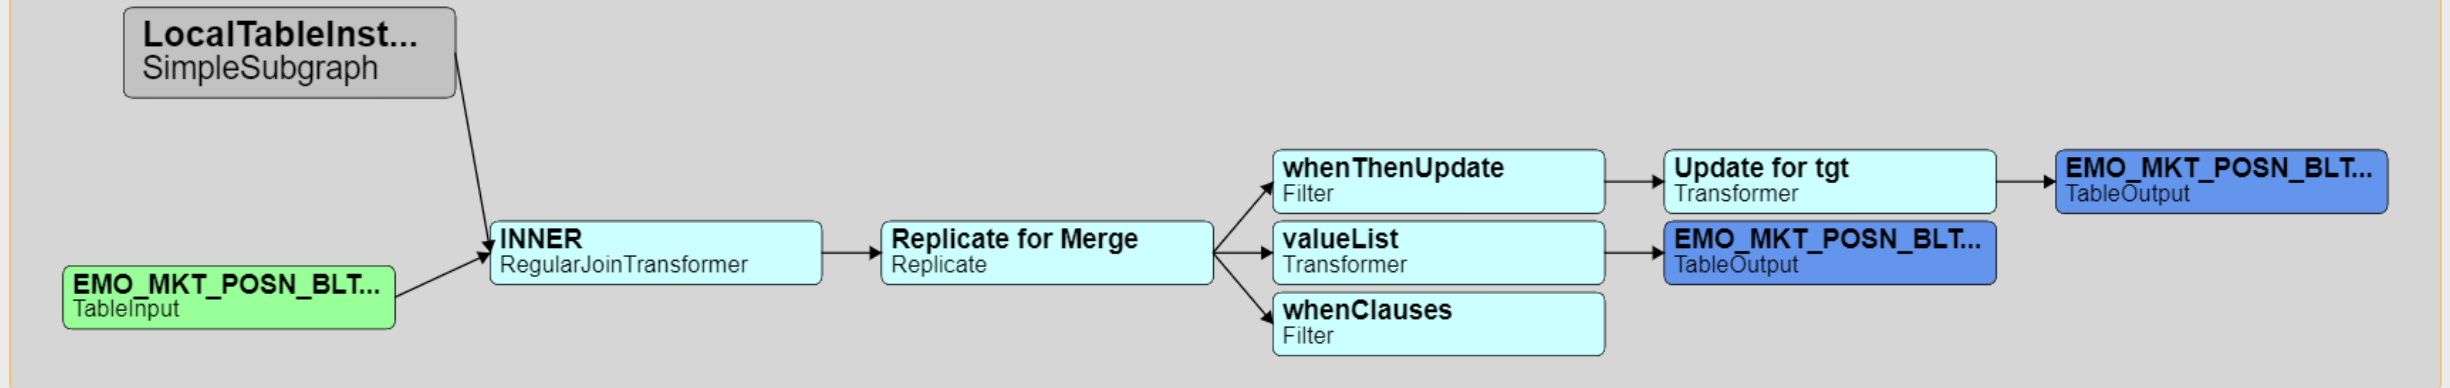 LocalTableInst...
SimpleSubgraph
EMO_MKT_POSN_BLT...
TableInput
INNER
RegularJoinTransformer
Replicate for Merge
Replicate
whenThenUpdate
Filter
Update for tgt
Transformer
EMO_MKT_POSN_BLT...
TableOutput
valueList
Transformer
EMO_MKT_POSN_BLT...
TableOutput
whenClauses
Filter